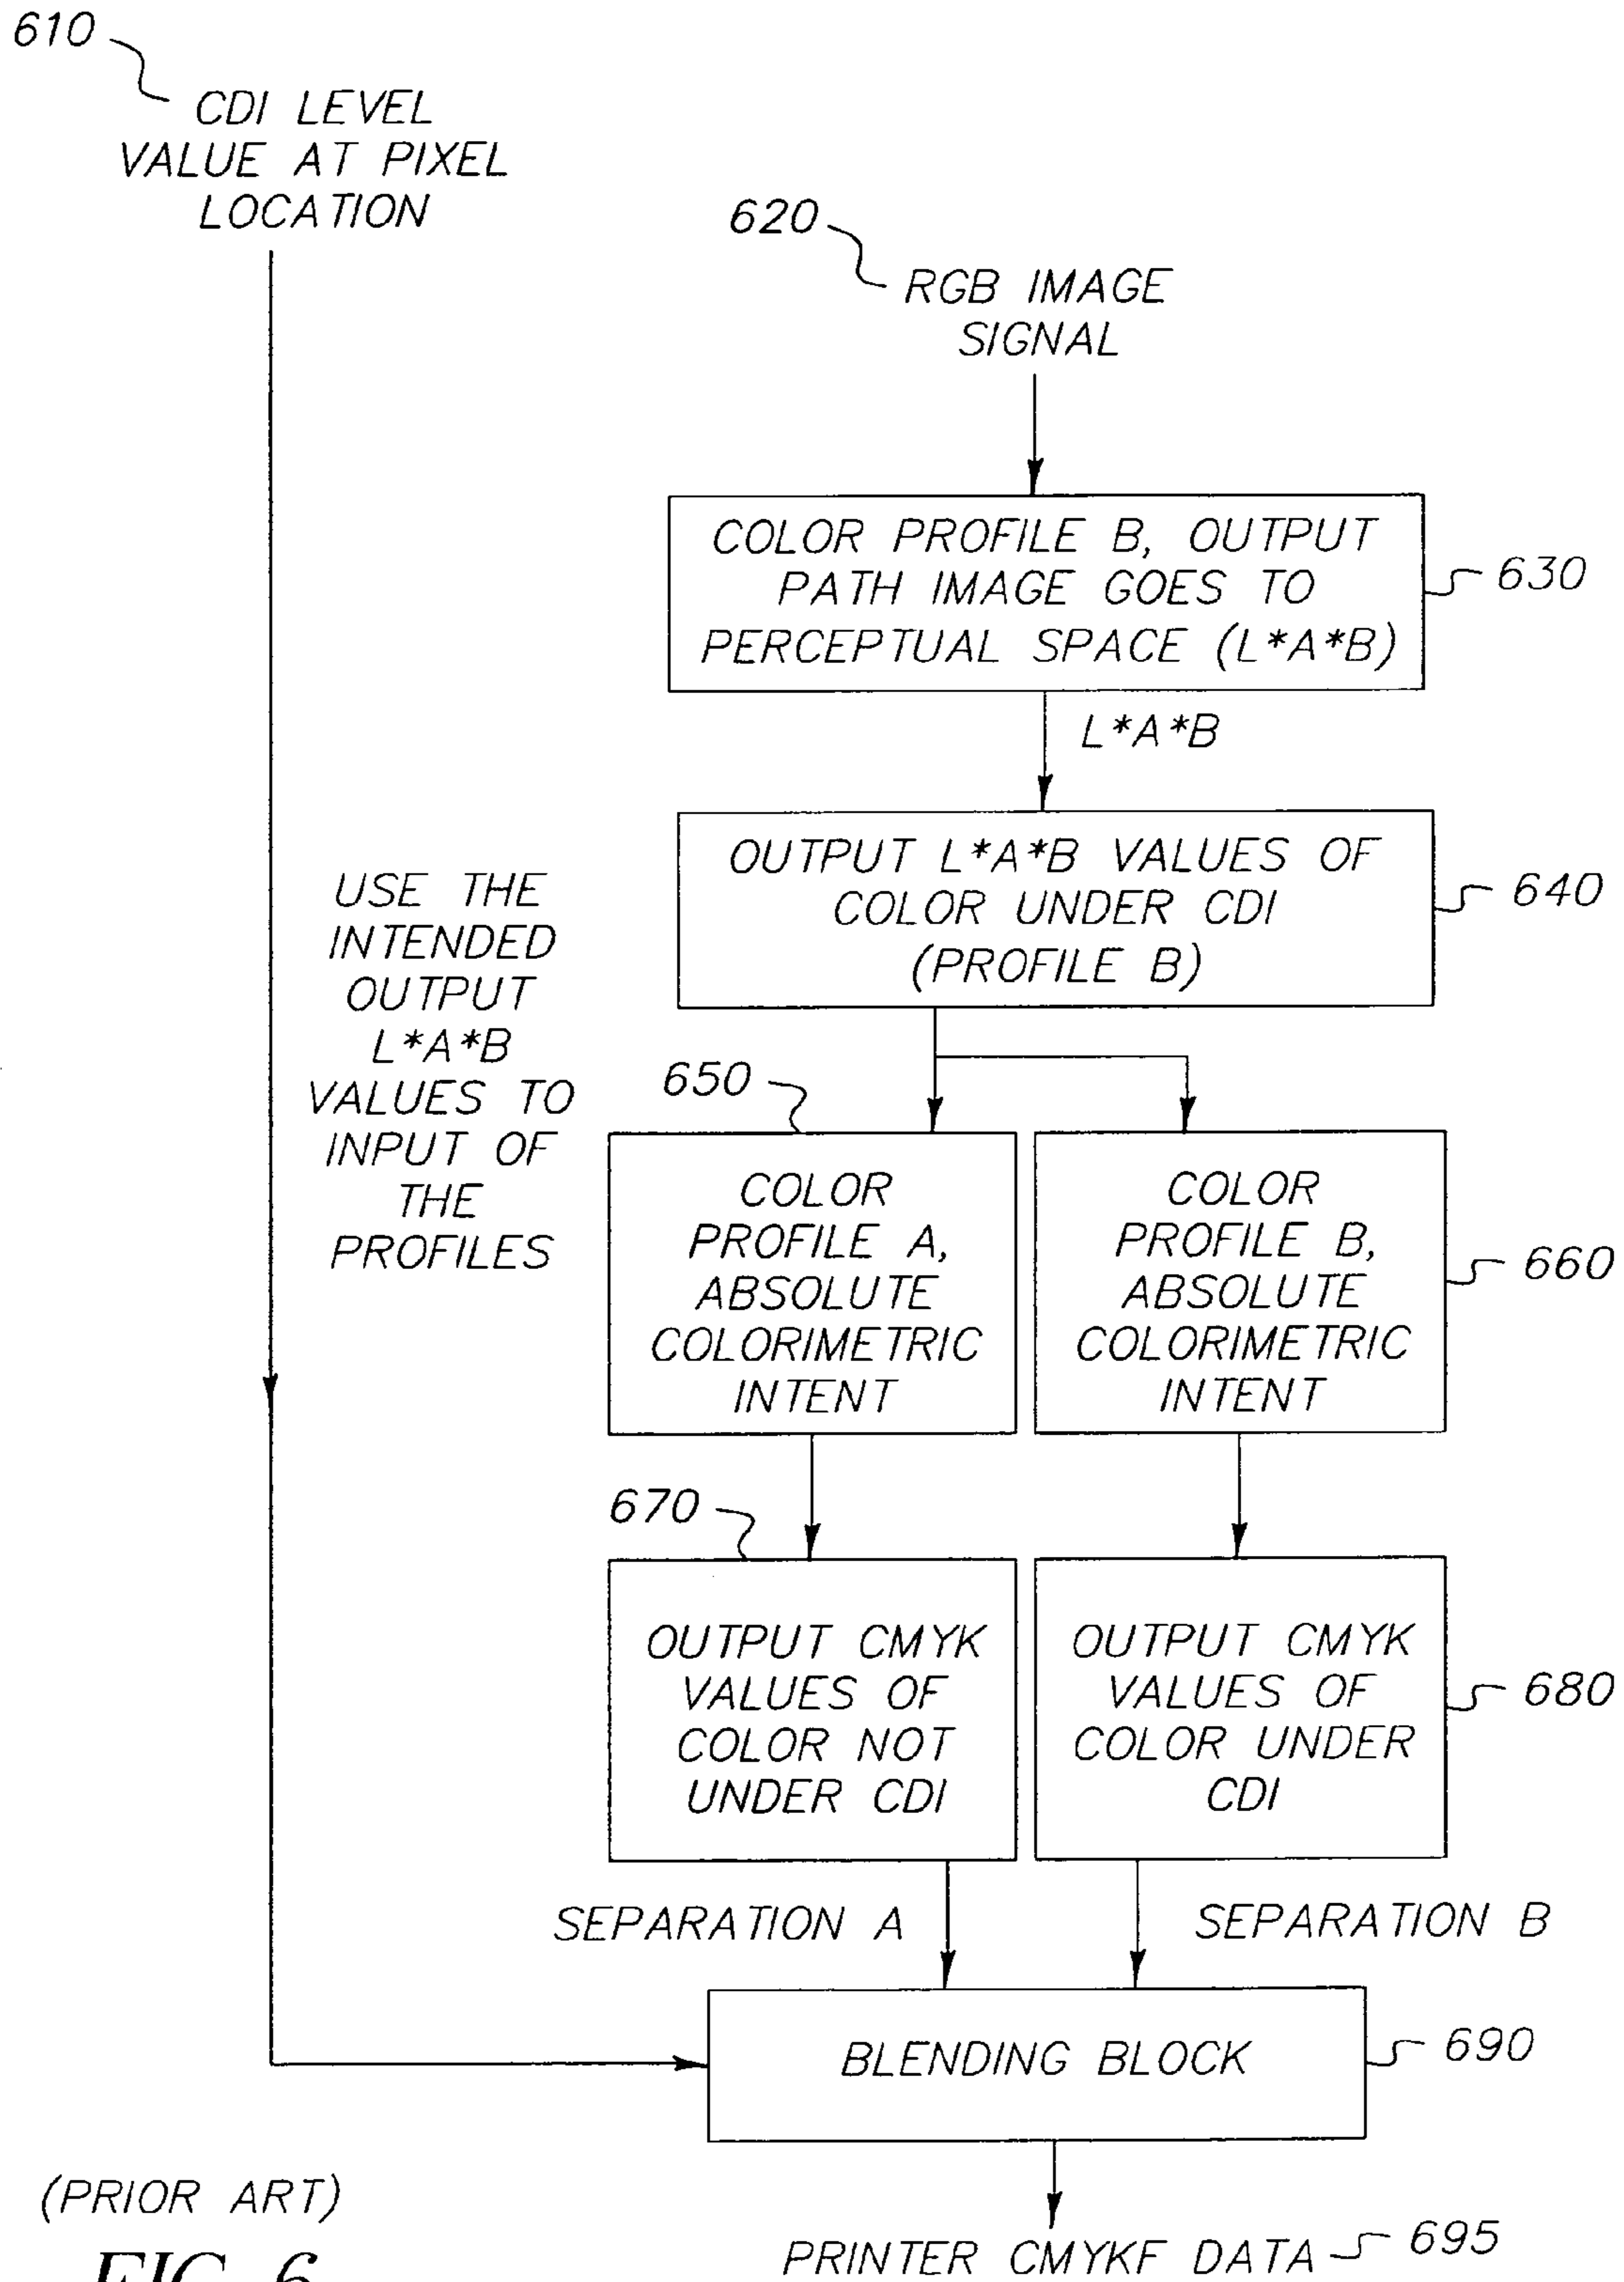 610
CDI LEVEL
VALUE AT PIXEL
LOCATION
620
RGB IMAGE
SIGNAL
COLOR PROFILE B, OUTPUT
PATH IMAGE GOES TO
PERCEPTUAL SPACE (L*A*B)
630
L*A*B
OUTPUT L*A*B VALUES OF
COLOR UNDER CDI
(PROFILE B)
640
USE THE
INTENDED
OUTPUT
L*A*B
VALUES TO
INPUT OF
THE
PROFILES
650
COLOR
PROFILE A,
ABSOLUTE
COLORIMETRIC
INTENT
COLOR
PROFILE B,
ABSOLUTE
COLORIMETRIC
INTENT
660
670
OUTPUT CMYK
VALUES OF
COLOR NOT
UNDER CDI
OUTPUT CMYK
VALUES OF
COLOR UNDER
CDI
680
SEPARATION A
SEPARATION B
BLENDING BLOCK
690
(PRIOR ART)
FIG. 6
PRINTER CMYKF DATA
695